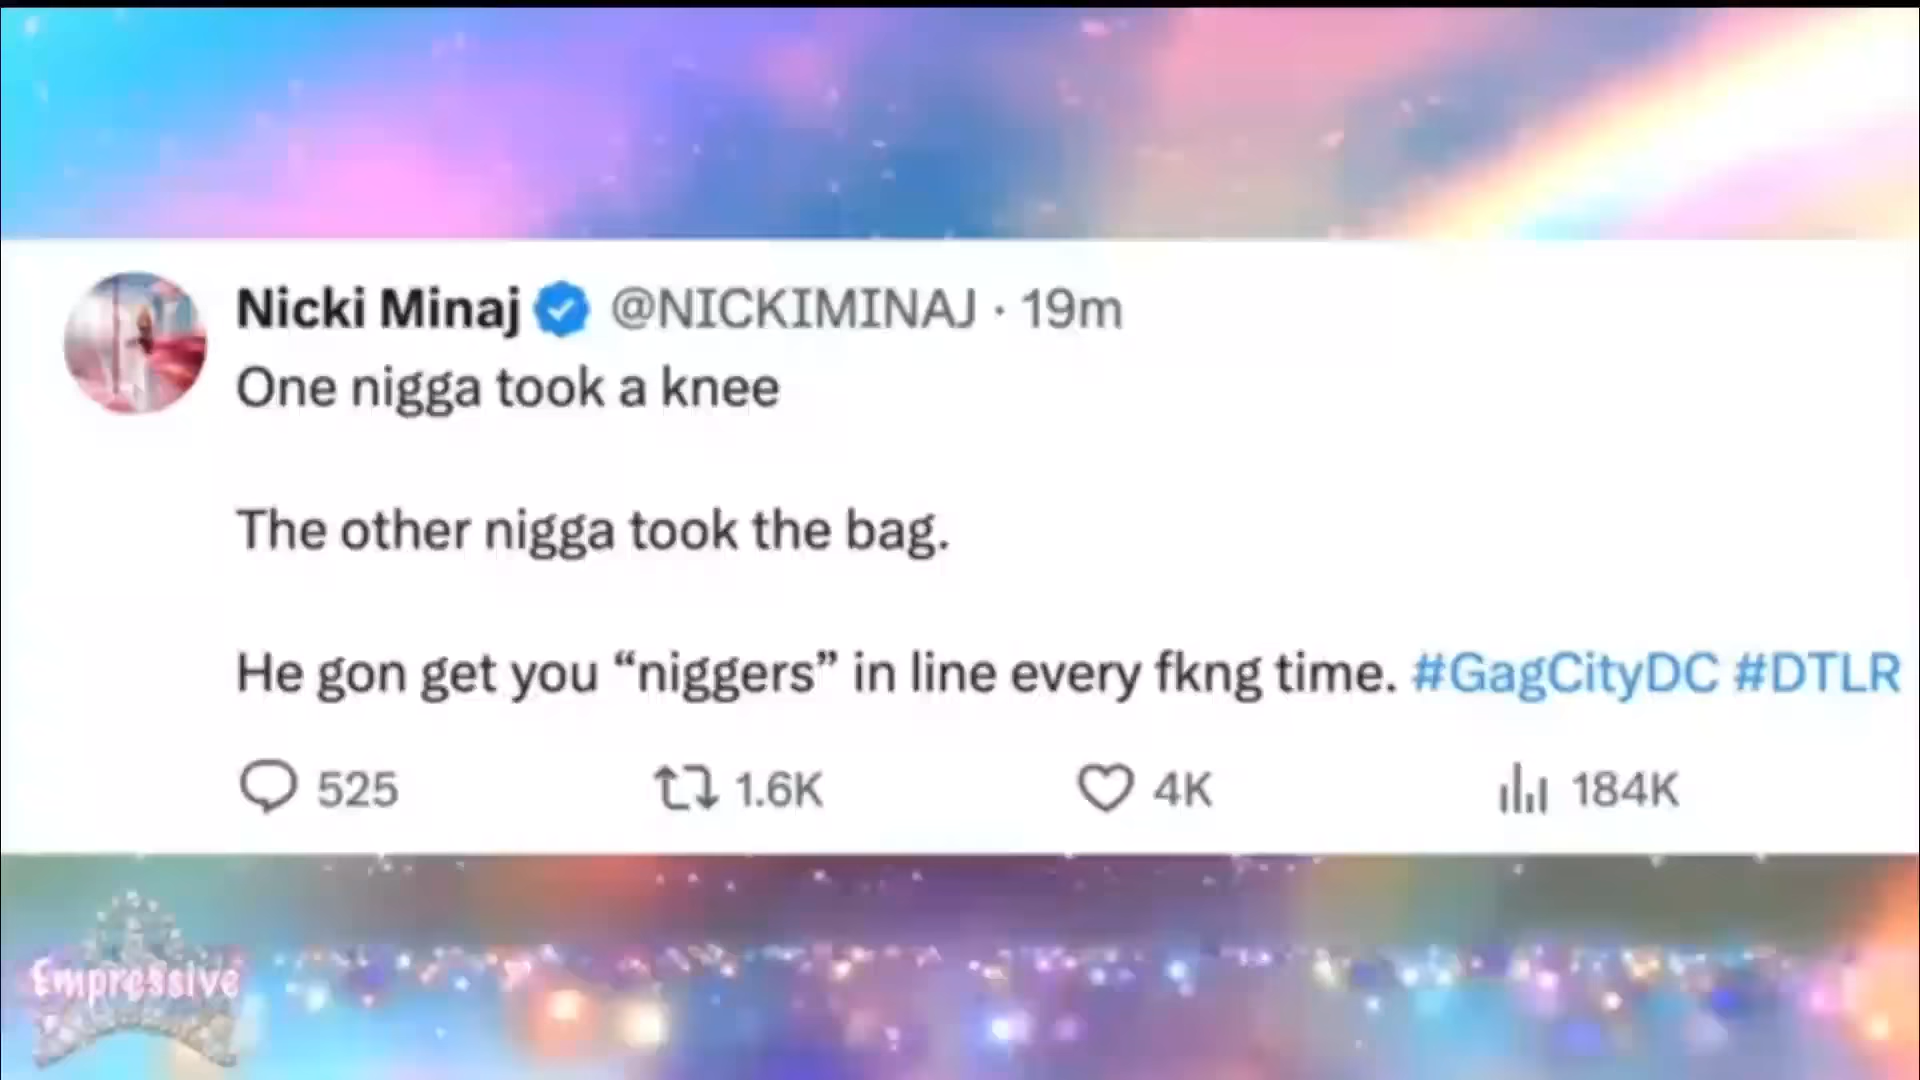 Nicki Minaj @NICKIMINAJ · 19m
One nigga took a knee
The other nigga took the bag.
He gon get you “niggers” in line every fkng time. #GagCityDC #DTLR
525 1.6K 4K 184K
Empressive